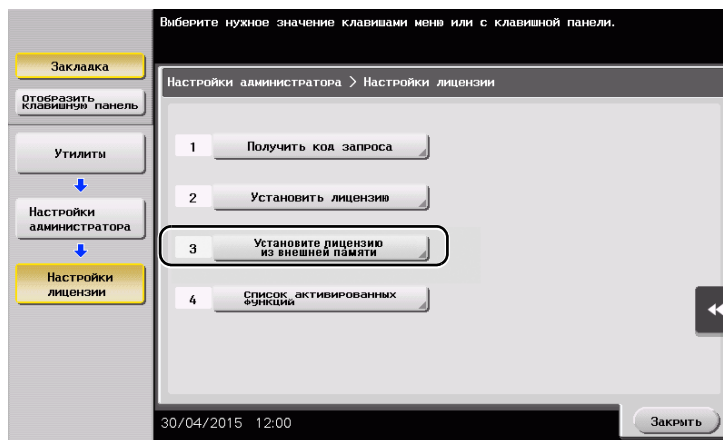 Выберите нужное значение клавишами меню или с клавишной панели.
Закладка
Отобразить
клавишную панель
Настройки администратора > Настройки лицензии
Утилиты
Настройки
администратора
Настройки
лицензии
1 Получить код запроса
2 Установить лицензию
3 Установите лицензию
из внешней памяти
4 Список активированных
функций
30/04/2015 12:00
Закрыть